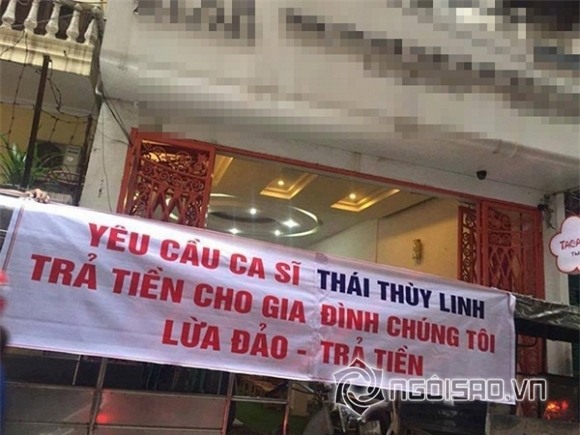 YÊU CẦU CA SĨ THÁI THÙY LINH
TRẢ TIỀN CHO GIA ĐÌNH CHÚNG TÔI
LỪA ĐẢO - TRẢ TIỀN
NGÔISAO.VN